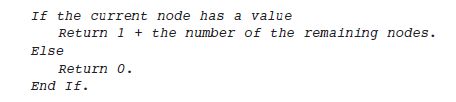 If the current node has a value
Return 1 + the number of the remaining nodes.
Else
Return 0.
End If.